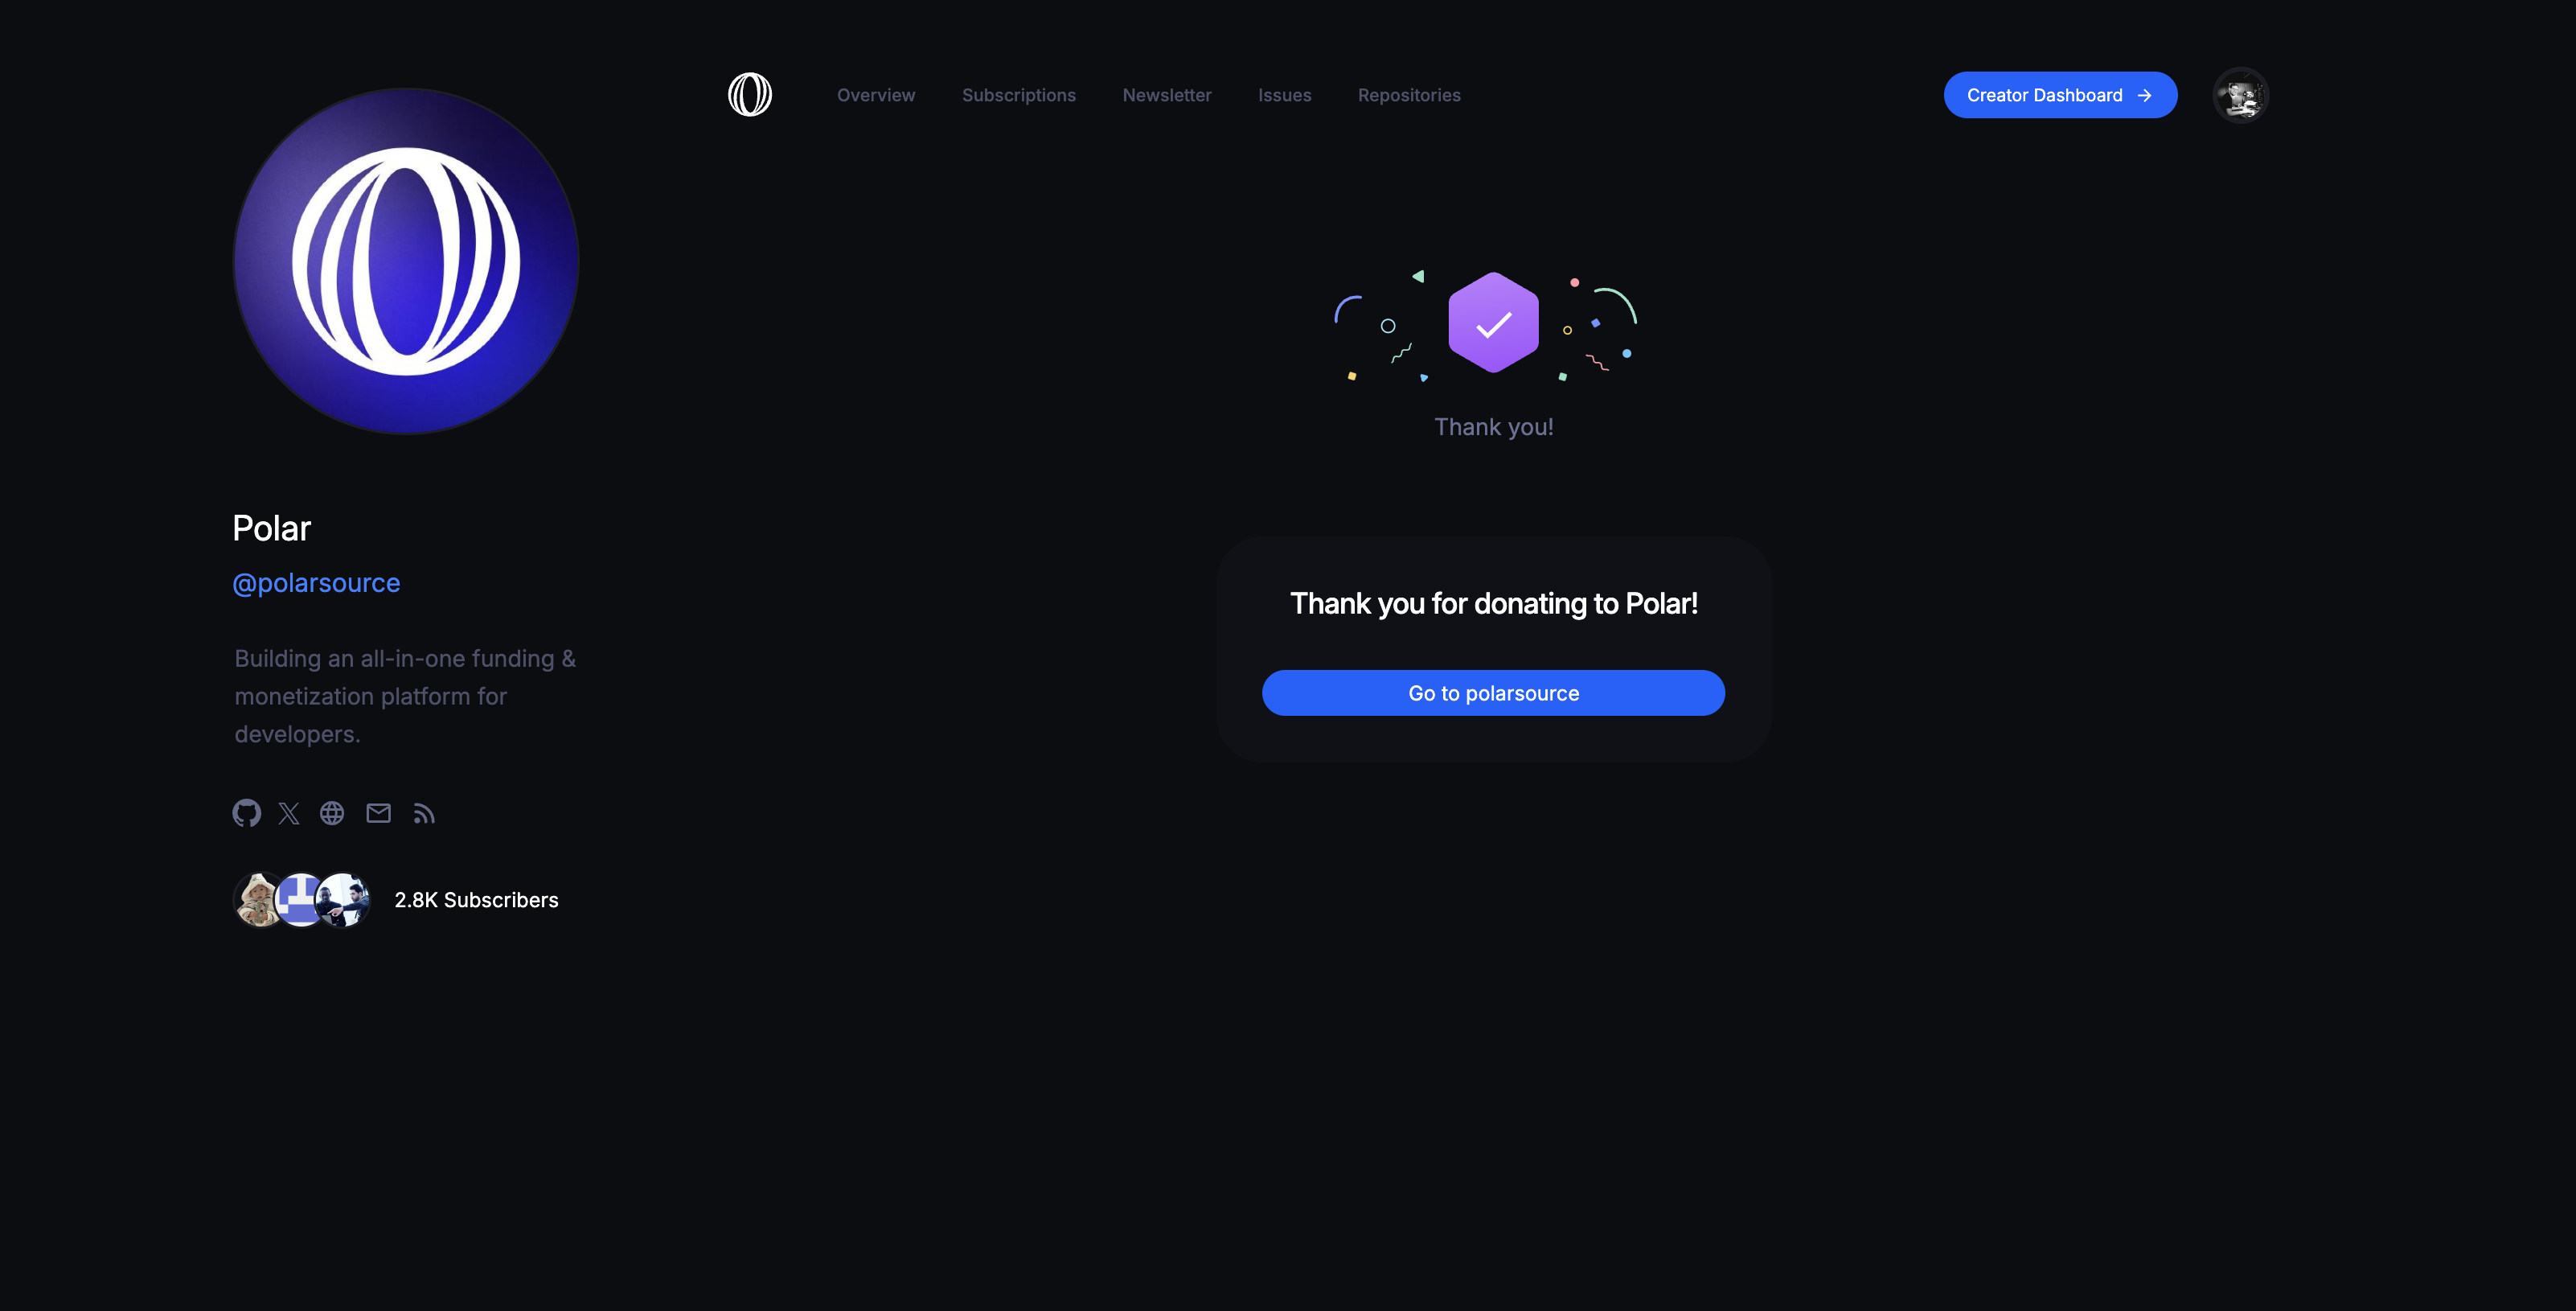 Overview
Subscriptions
Newsletter
Issues
Repositories
Creator Dashboard
Polar
@polarsource
Building an all-in-one funding &
monetization platform for
developers.
2.8K Subscribers
Thank you!
Thank you for donating to Polar!
Go to polarsource